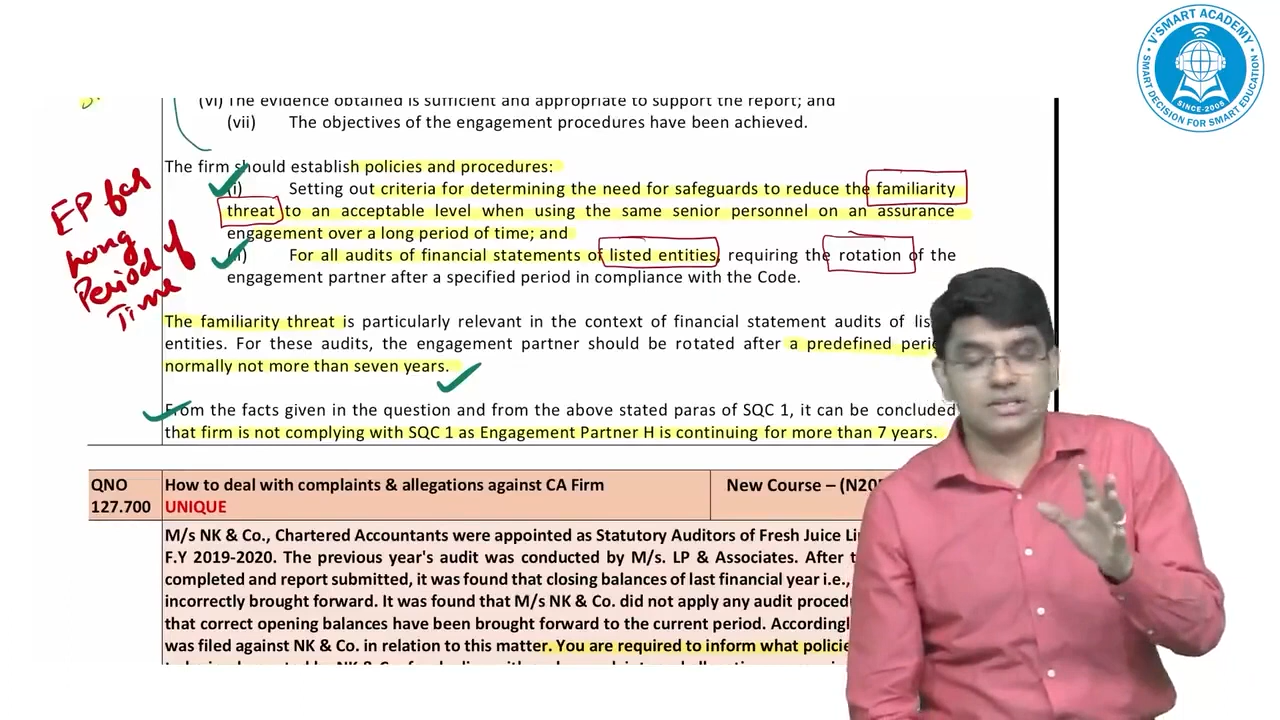 V'SMART ACADEMY
SMART DECISION FOR SMART EDUCATION
SINCE-2005
(vi) The evidence obtained is sufficient and appropriate to support the report; and
(vii) The objectives of the engagement procedures have been achieved.
The firm should establish policies and procedures:
(i) Setting out criteria for determining the need for safeguards to reduce the familiarity
threat to an acceptable level when using the same senior personnel on an assurance
engagement over a long period of time; and
(ii) For all audits of financial statements of listed entities, requiring the rotation of the
engagement partner after a specified period in compliance with the Code.
EP for
Long
Period of
Time
The familiarity threat is particularly relevant in the context of financial statement audits of lis
entities. For these audits, the engagement partner should be rotated after a predefined peri
normally not more than seven years.
From the facts given in the question and from the above stated paras of SQC 1, it can be concluded
that firm is not complying with SQC 1 as Engagement Partner H is continuing for more than 7 years.
QNO How to deal with complaints & allegations against CA Firm New Course – (N20
127.700 UNIQUE
M/s NK & Co., Chartered Accountants were appointed as Statutory Auditors of Fresh Juice Li
F.Y 2019-2020. The previous year's audit was conducted by M/s. LP & Associates. After t
completed and report submitted, it was found that closing balances of last financial year i.e.,
incorrectly brought forward. It was found that M/s NK & Co. did not apply any audit proced
that correct opening balances have been brought forward to the current period. Accordingl
was filed against NK & Co. in relation to this matter. You are required to inform what policie